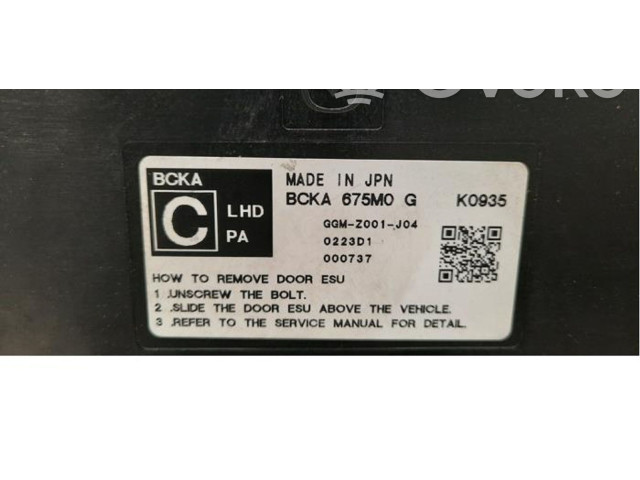 BCKA
C LHD
PA
MADE IN JPN
BCKA 675M0 G K0935
GGM-Z001-J04
0223D1
000737
HOW TO REMOVE DOOR ESU
1 .UNSCREW THE BOLT.
2 .SLIDE THE DOOR ESU ABOVE THE VEHICLE.
3 .REFER TO THE SERVICE MANUAL FOR DETAIL.